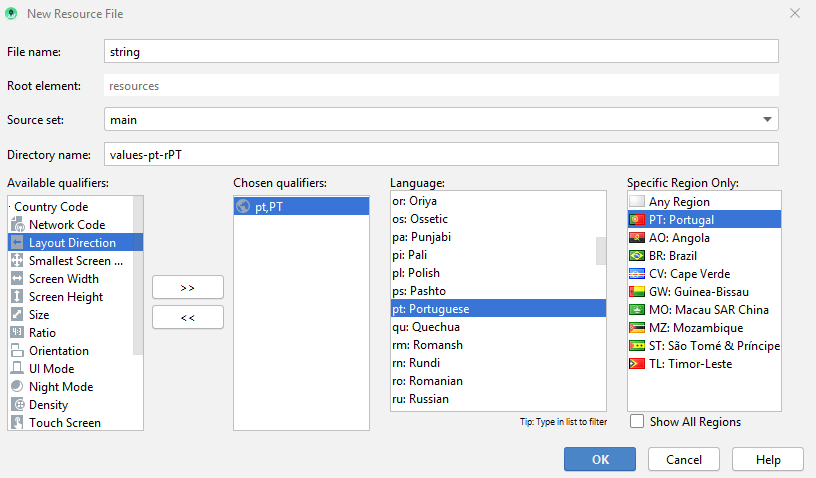 New Resource File
File name: string
Root element: resources
Source set: main
Directory name: values-pt-rPT
Available qualifiers:
Country Code
Network Code
Layout Direction
Smallest Screen ...
Screen Width
Screen Height
Size
Ratio
Orientation
UI Mode
Night Mode
Density
Touch Screen
>>
<<
Chosen qualifiers:
pt,PT
Language:
or: Oriya
os: Ossetic
pa: Punjabi
pi: Pali
pl: Polish
ps: Pashto
pt: Portuguese
qu: Quechua
rm: Romansh
rn: Rundi
ro: Romanian
ru: Russian
Tip: Type in list to filter
Specific Region Only:
Any Region
PT: Portugal
AO: Angola
BR: Brazil
CV: Cape Verde
GW: Guinea-Bissau
MO: Macau SAR China
MZ: Mozambique
ST: São Tomé & Príncipe
TL: Timor-Leste
Show All Regions
OK
Cancel
Help